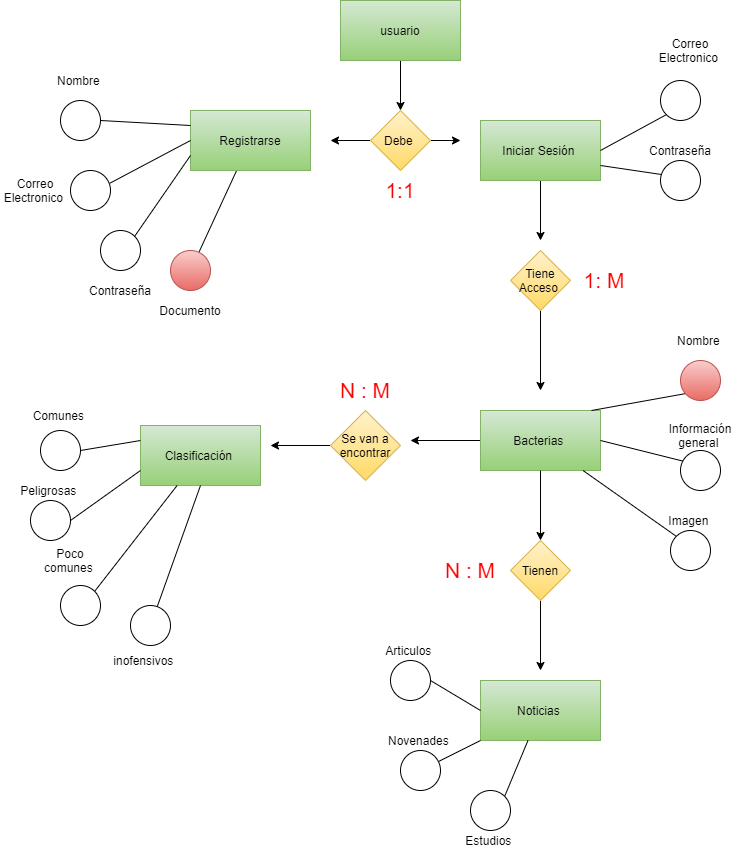 usuario
Correo
Electronico
Nombre
Registrarse
Debe
Iniciar Sesión
Contraseña
1:1
Correo
Electronico
Contraseña
Documento
Tiene
Acceso
1: M
Nombre
N : M
Comunes
Clasificación
Se van a
encontrar
Bacterias
Información
general
Peligrosas
Imagen
Poco
comunes
N : M
Tienen
inofensivos
Articulos
Noticias
Novenades
Estudios